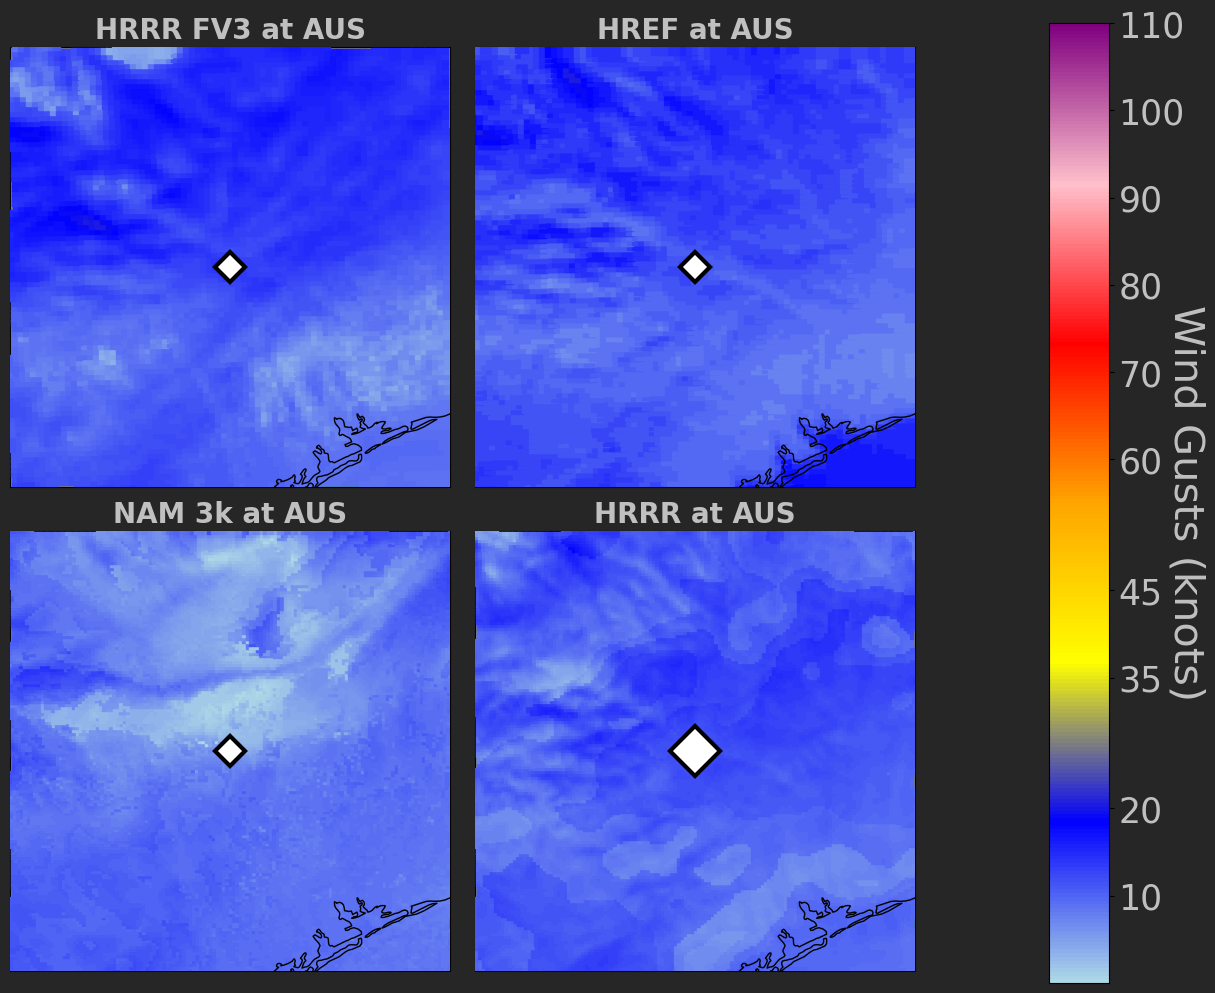 HRRR FV3 at AUS
HREF at AUS
NAM 3k at AUS
HRRR at AUS
110
100
90
80
70
60
45
35
20
10
Wind Gusts (knots)